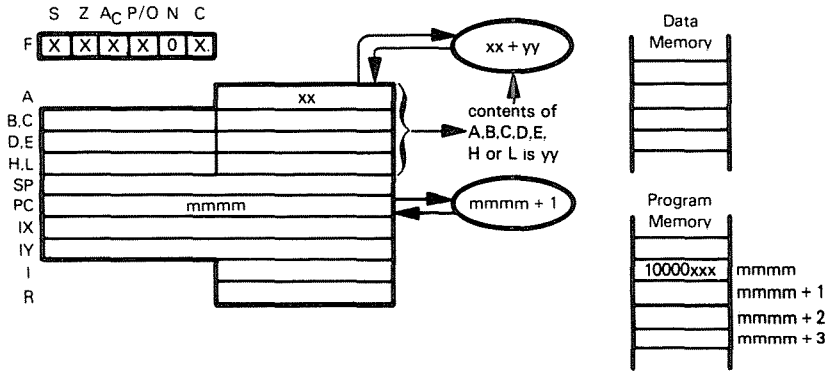 S Z AC P/O N C
F X X X X 0 X.
A xx
B,C
D,E
H,L
SP
PC mmmm
IX
IY
I
R
xx + yy
contents of
A,B,C,D,E,
H or L is yy
mmmm + 1
Data
Memory
Program
Memory
10000xxx mmmm
mmmm + 1
mmmm + 2
mmmm + 3